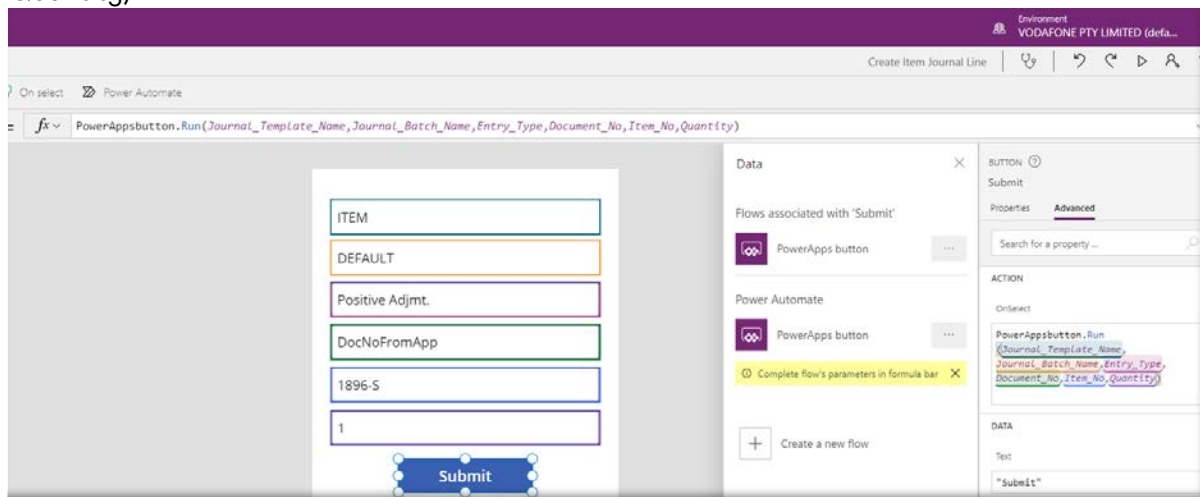 Environment
VODAFONE PTY LIMITED (defa...
Create Item Journal Line
On select Power Automate
= fx PowerAppsbutton.Run(Journal_Template_Name,Journal_Batch_Name,Entry_Type,Document_No,Item_No,Quantity)
Data
BUTTON
Submit
Properties Advanced
ITEM
Flows associated with 'Submit'
PowerApps button
...
Search for a property ...
DEFAULT
ACTION
Positive Adjmt.
Power Automate
OnSelect
DocNoFromApp
PowerApps button
...
PowerAppsbutton.Run
(Journal_Template_Name,
Journal_Batch_Name,Entry_Type,
Document_No,Item_No,Quantity)
1896-S
Complete flow's parameters in formula bar
1
DATA
Create a new flow
Text
Submit
"Submit"